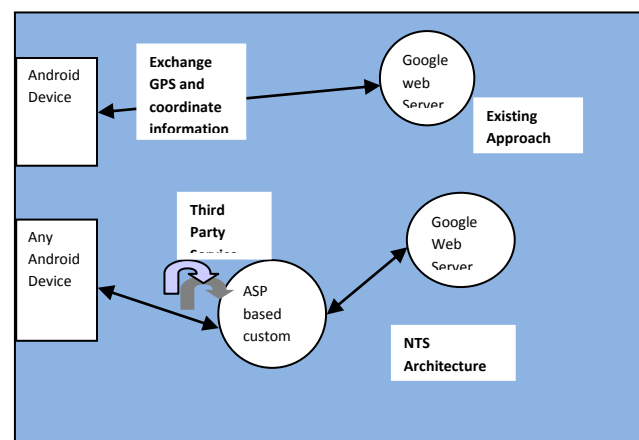 Android
Device
Exchange
GPS and
coordinate
information
Google
web
Server
Existing
Approach
Any
Android
Device
Third
Party
Service
Google
Web
Server
ASP
based
custom
NTS
Architecture